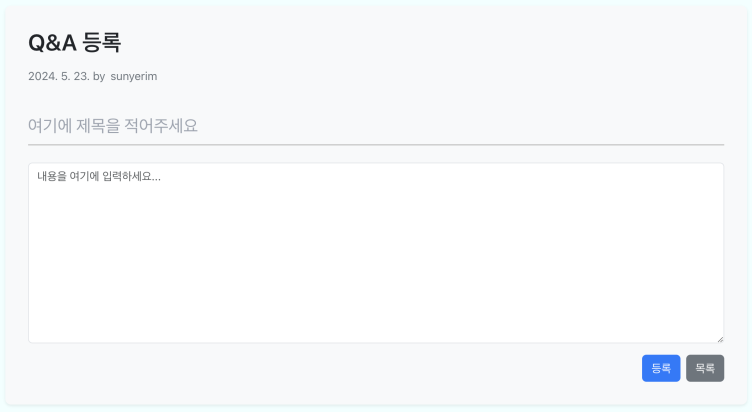 Q&A 등록
2024. 5. 23. by sunyerim
여기에 제목을 적어주세요
내용을 여기에 입력하세요...
등록 목록